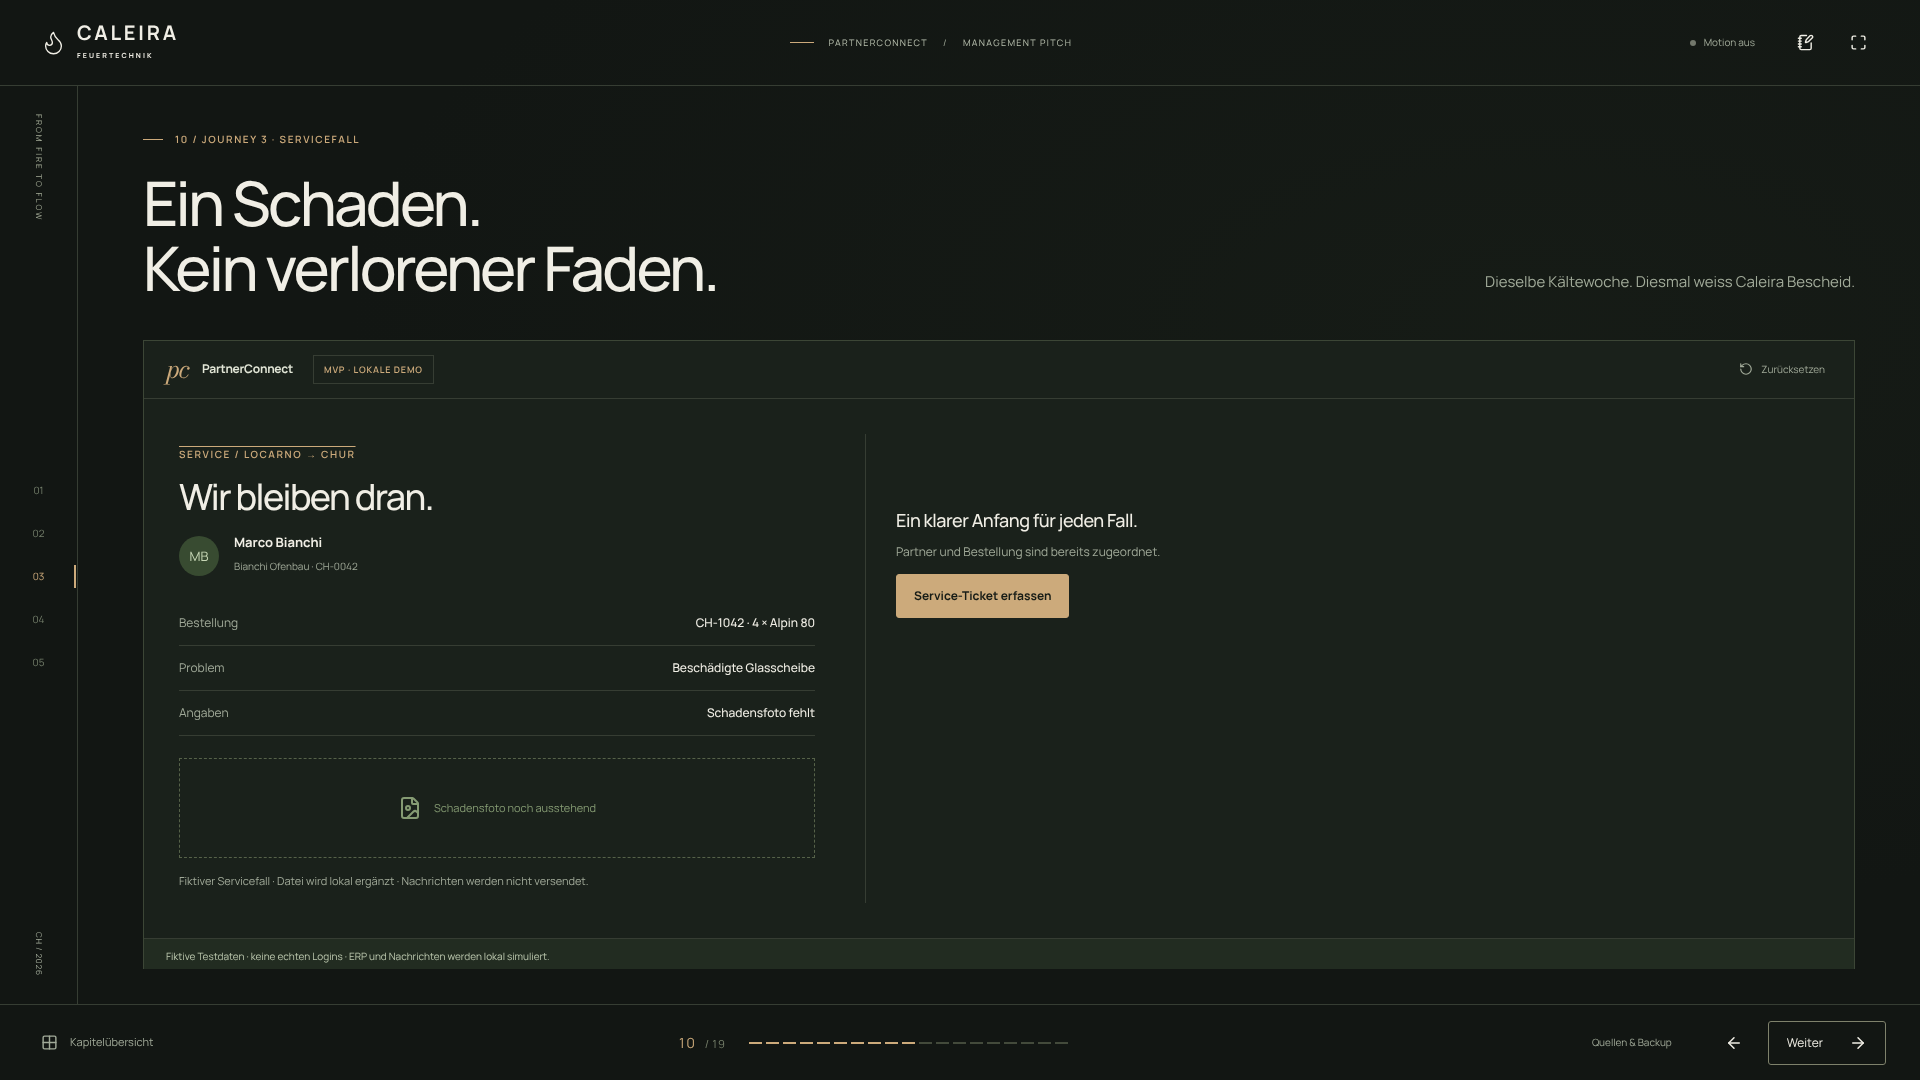 CALEIRA
FEUERTECHNIK
PARTNERCONNECT / MANAGEMENT PITCH
Motion aus
FROM FIRE TO FLOW
10 / JOURNEY 3 · SERVICEFALL
Ein Schaden.
Kein verlorener Faden.
Dieselbe Kältewoche. Diesmal weiss Caleira Bescheid.
pc PartnerConnect
MVP · LOKALE DEMO
Zurücksetzen
SERVICE / LOCARNO → CHUR
Wir bleiben dran.
MB
Marco Bianchi
Bianchi Ofenbau · CH-0042
Bestellung CH-1042 · 4 × Alpin 80
Problem Beschädigte Glasscheibe
Angaben Schadensfoto fehlt
Schadensfoto noch ausstehend
Fiktiver Servicefall · Datei wird lokal ergänzt · Nachrichten werden nicht versendet.
Ein klarer Anfang für jeden Fall.
Partner und Bestellung sind bereits zugeordnet.
Service-Ticket erfassen
Fiktive Testdaten · keine echten Logins · ERP und Nachrichten werden lokal simuliert.
01
02
03
04
05
CH / 2026
Kapitelübersicht
10 / 19
Quellen & Backup
Weiter